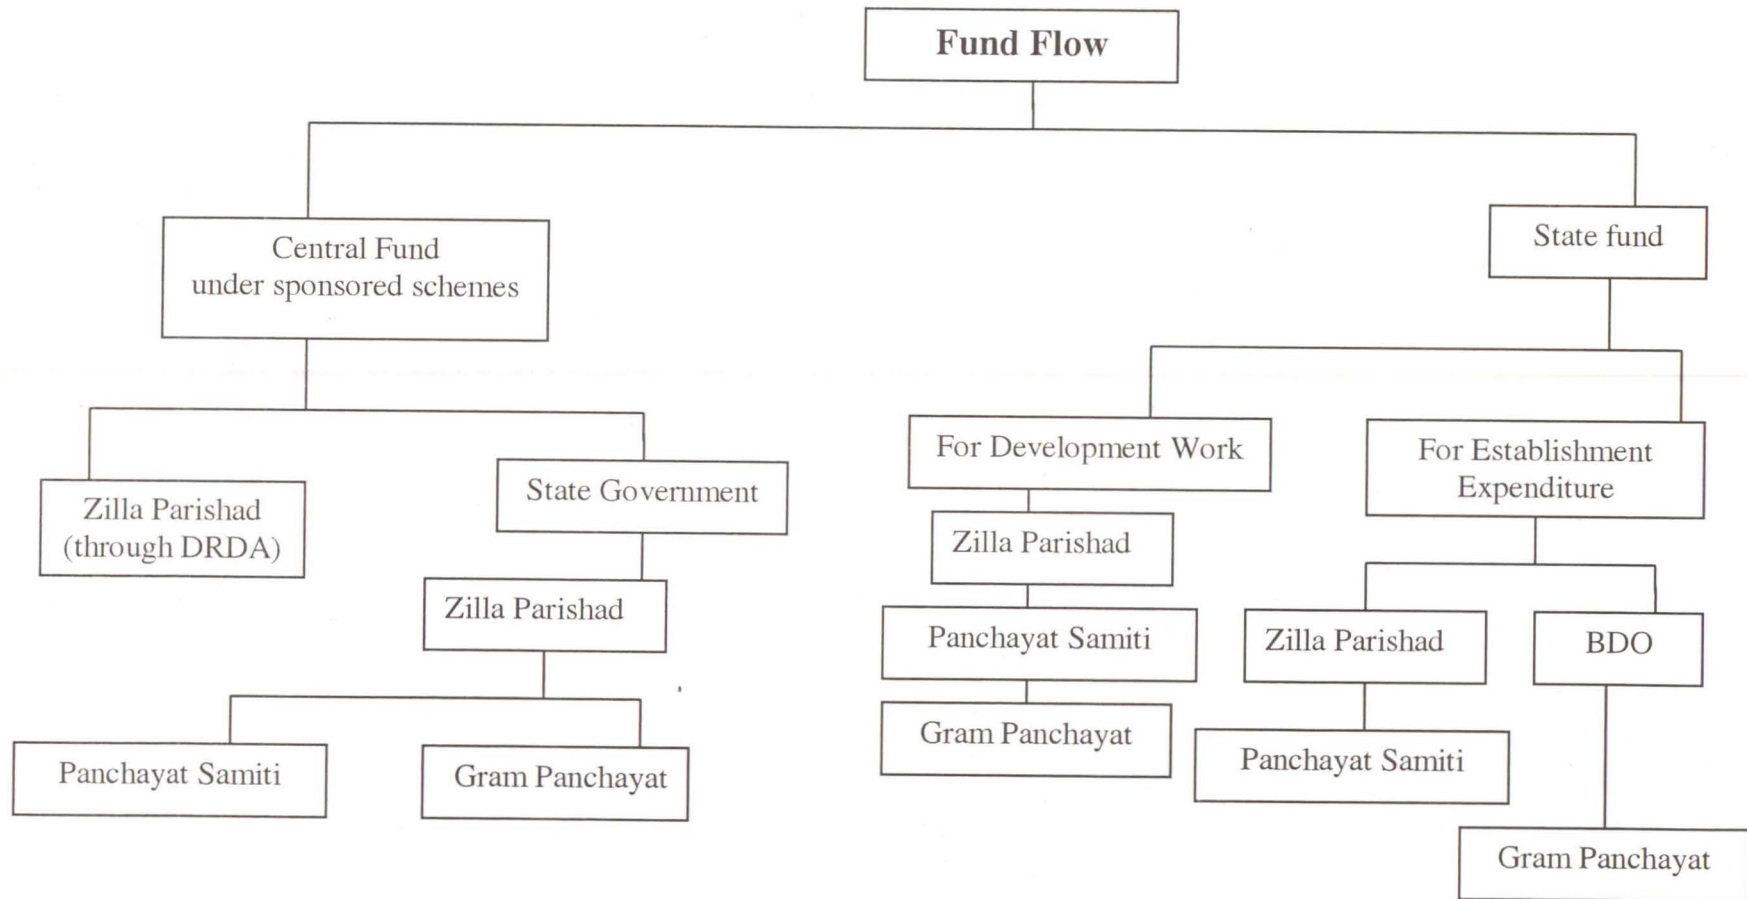 Fund Flow
Central Fund
under sponsored schemes
State fund
Zilla Parishad
(through DRDA)
State Government
Zilla Parishad
Panchayat Samiti
Gram Panchayat
For Development Work
Zilla Parishad
Panchayat Samiti
Gram Panchayat
For Establishment
Expenditure
Zilla Parishad
Panchayat Samiti
BDO
Gram Panchayat